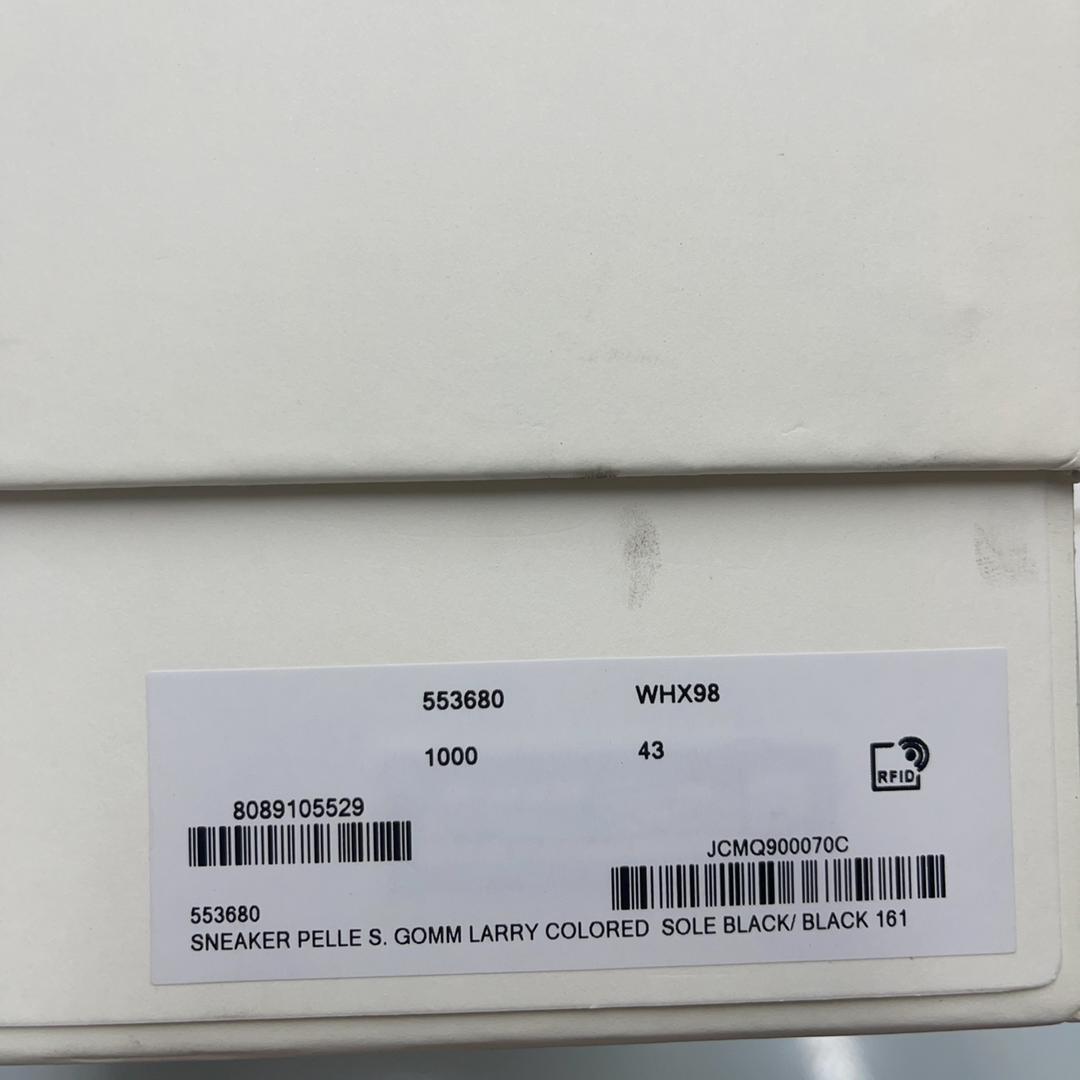 553680 WHX98
1000 43
RFID
8089105529
JCMQ900070C
553680
SNEAKER PELLE S. GOMM LARRY COLORED SOLE BLACK/ BLACK 161